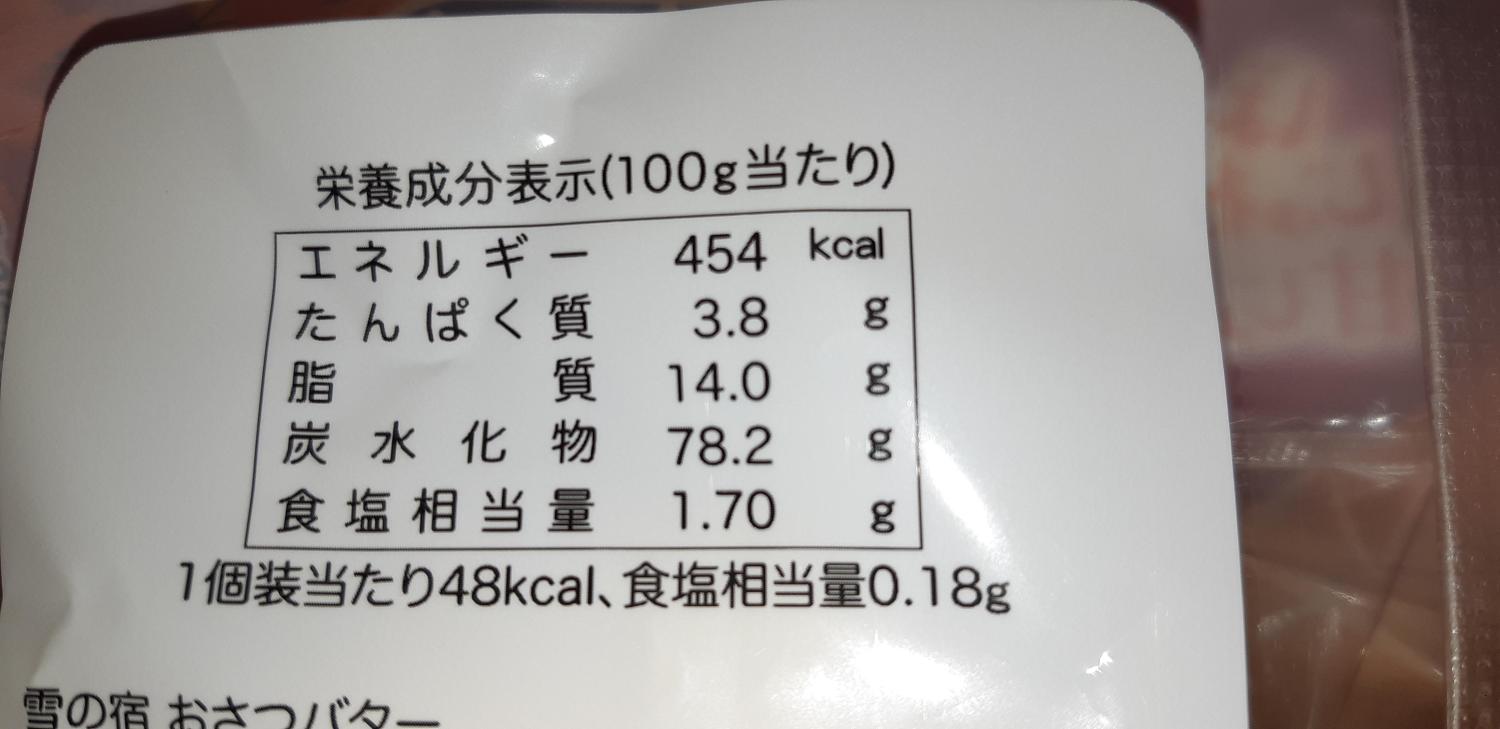 栄養成分表示(100g当たり)
エネルギー 454 kcal
たんぱく質 3.8 g
脂質 14.0 g
炭水化物 78.2 g
食塩相当量 1.70 g
1個装当たり48kcal、食塩相当量0.18g
雪の宿 おさつバター